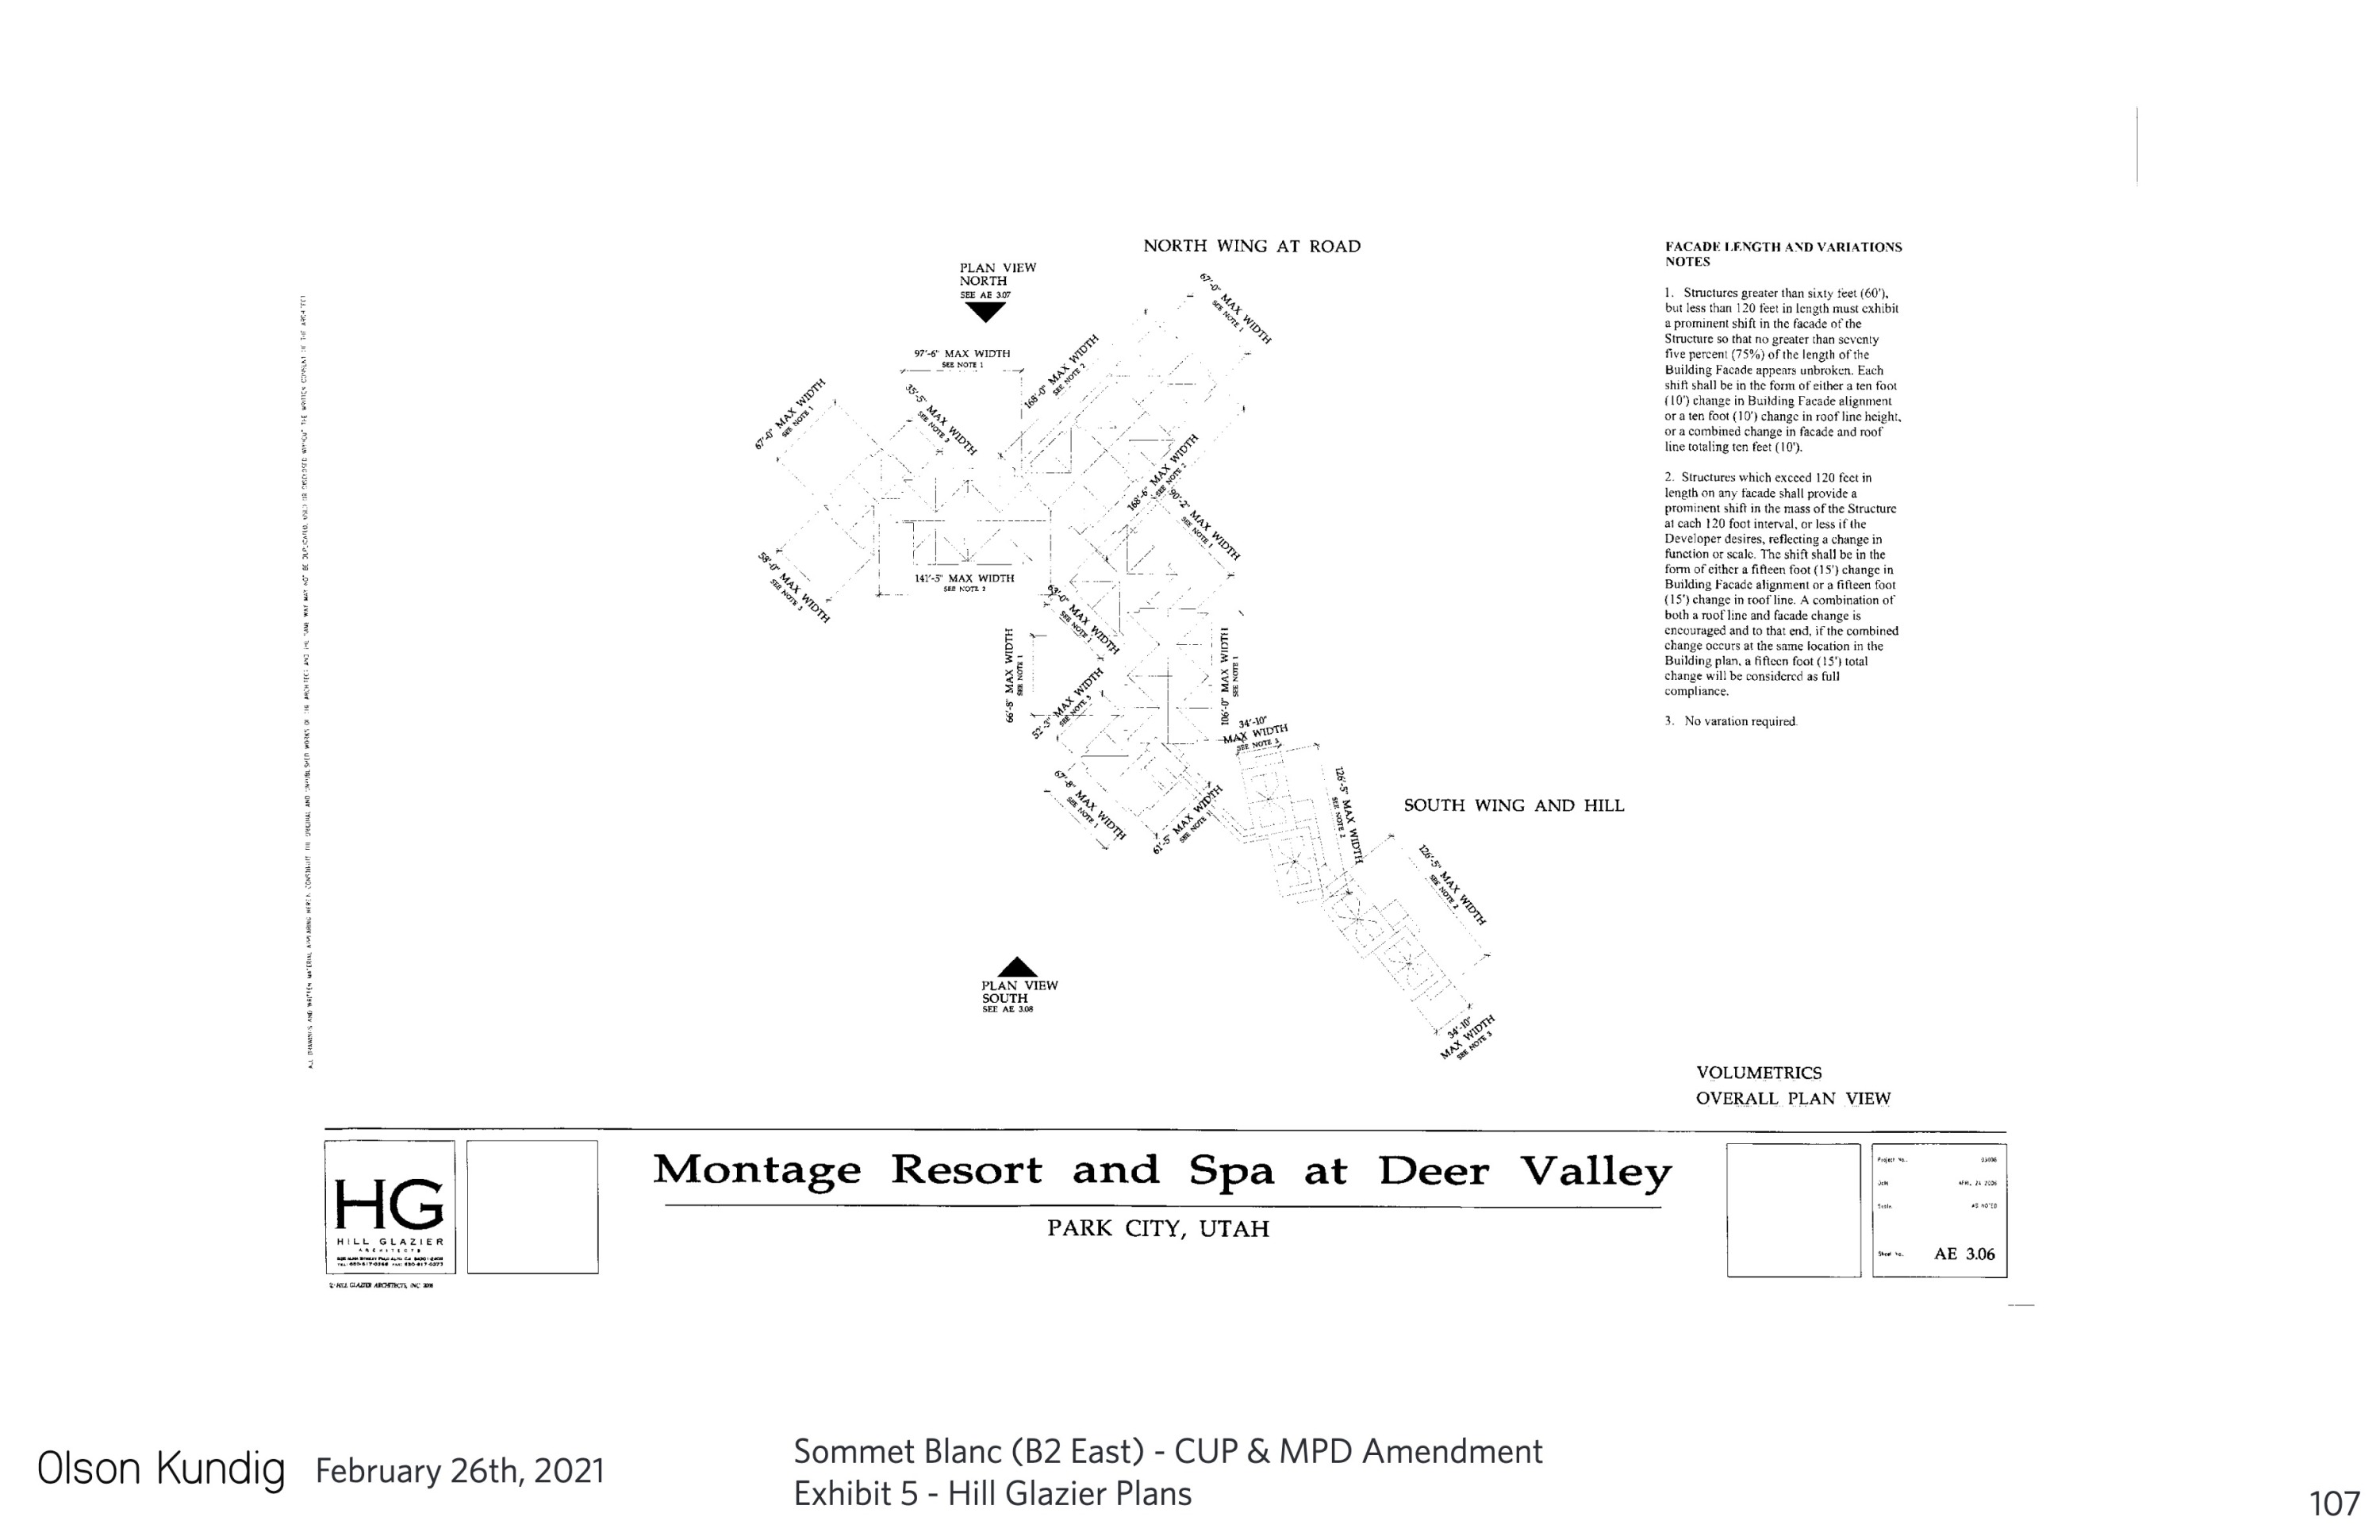 NORTH WING AT ROAD
PLAN VIEW
NORTH
SEE AE 3.07
67'-0" MAX WIDTH
SEE NOTE 1
97'-6" MAX WIDTH
SEE NOTE 1
168'-0" MAX WIDTH
SEE NOTE 2
35'-5" MAX WIDTH
SEE NOTE
67'-0" MAX WIDTH
SEE NOTE 1
168'-6" MAX WIDTH
SEE NOTE 2
90'-2" MAX WIDTH
SEE NOTE 1
58'-0" MAX WIDTH
SEE NOTE 3
141'-5" MAX WIDTH
SEE NOTE 2
63'-0" MAX WIDTH
SEE NOTE 1
66'-8" MAX WIDTH
SEE NOTE 1
106'-0" MAX WIDTH
SEE NOTE 1
52'-3" MAX WIDTH
SEE NOTE 3
34'-10"
MAX WIDTH
SEE NOTE 3
67'-8" MAX WIDTH
SEE NOTE 1
61'-5" MAX WIDTH
SEE NOTE 1
126'-5" MAX WIDTH
SEE NOTE 2
SOUTH WING AND HILL
126'-5" MAX WIDTH
SEE NOTE 2
34'-10"
MAX WIDTH
SEE NOTE 3
PLAN VIEW
SOUTH
SEE AE 3.08
FACADE LENGTH AND VARIATIONS
NOTES
1. Structures greater than sixty feet (60'),
but less than 120 feet in length must exhibit
a prominent shift in the facade of the
Structure so that no greater than seventy
five percent (75%) of the length of the
Building Facade appears unbroken. Each
shift shall be in the form of either a ten foot
(10') change in Building Facade alignment
or a ten foot (10') change in roof line height,
or a combined change in facade and roof
line totaling ten feet (10').
2. Structures which exceed 120 feet in
length on any facade shall provide a
prominent shift in the mass of the Structure
at each 120 foot interval, or less if the
Developer desires, reflecting a change in
function or scale. The shift shall be in the
form of either a fifteen foot (15') change in
Building Facade alignment or a fifteen foot
(15') change in roof line. A combination of
both a roof line and facade change is
encouraged and to that end, if the combined
change occurs at the same location in the
Building plan, a fifteen foot (15') total
change will be considered as full
compliance.
3. No varation required.
VOLUMETRICS
OVERALL PLAN VIEW
HG
HILL GLAZIER
ARCHITECTS
© HILL GLAZIER ARCHITECTS, INC. 2006
Montage Resort and Spa at Deer Valley
PARK CITY, UTAH
Project No.
Date
APRIL 24 2006
Scale
AS NOTED
Sheet No.
AE 3.06
Olson Kundig
February 26th, 2021
Sommet Blanc (B2 East) - CUP & MPD Amendment
Exhibit 5 - Hill Glazier Plans
107